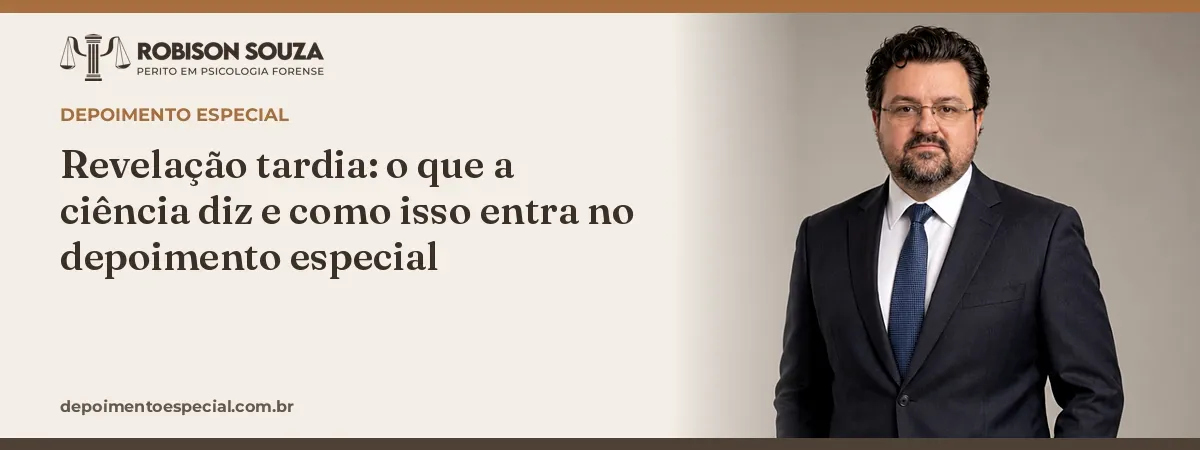 ROBISON SOUZA
PERITO EM PSICOLOGIA FORENSE
DEPOIMENTO ESPECIAL
Revelação tardia: o que a
ciência diz e como isso entra no
depoimento especial
depoimentoespecial.com.br